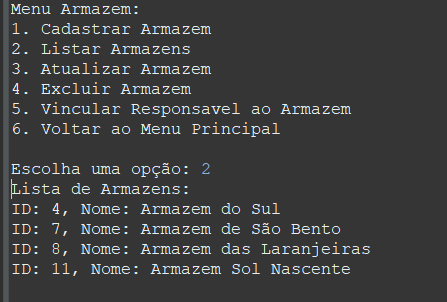 Menu Armazem:
1. Cadastrar Armazem
2. Listar Armazens
3. Atualizar Armazem
4. Excluir Armazem
5. Vincular Responsavel ao Armazem
6. Voltar ao Menu Principal
Escolha uma opção: 2
Lista de Armazens:
ID: 4, Nome: Armazem do Sul
ID: 7, Nome: Armazem de São Bento
ID: 8, Nome: Armazem das Laranjeiras
ID: 11, Nome: Armazem Sol Nascente